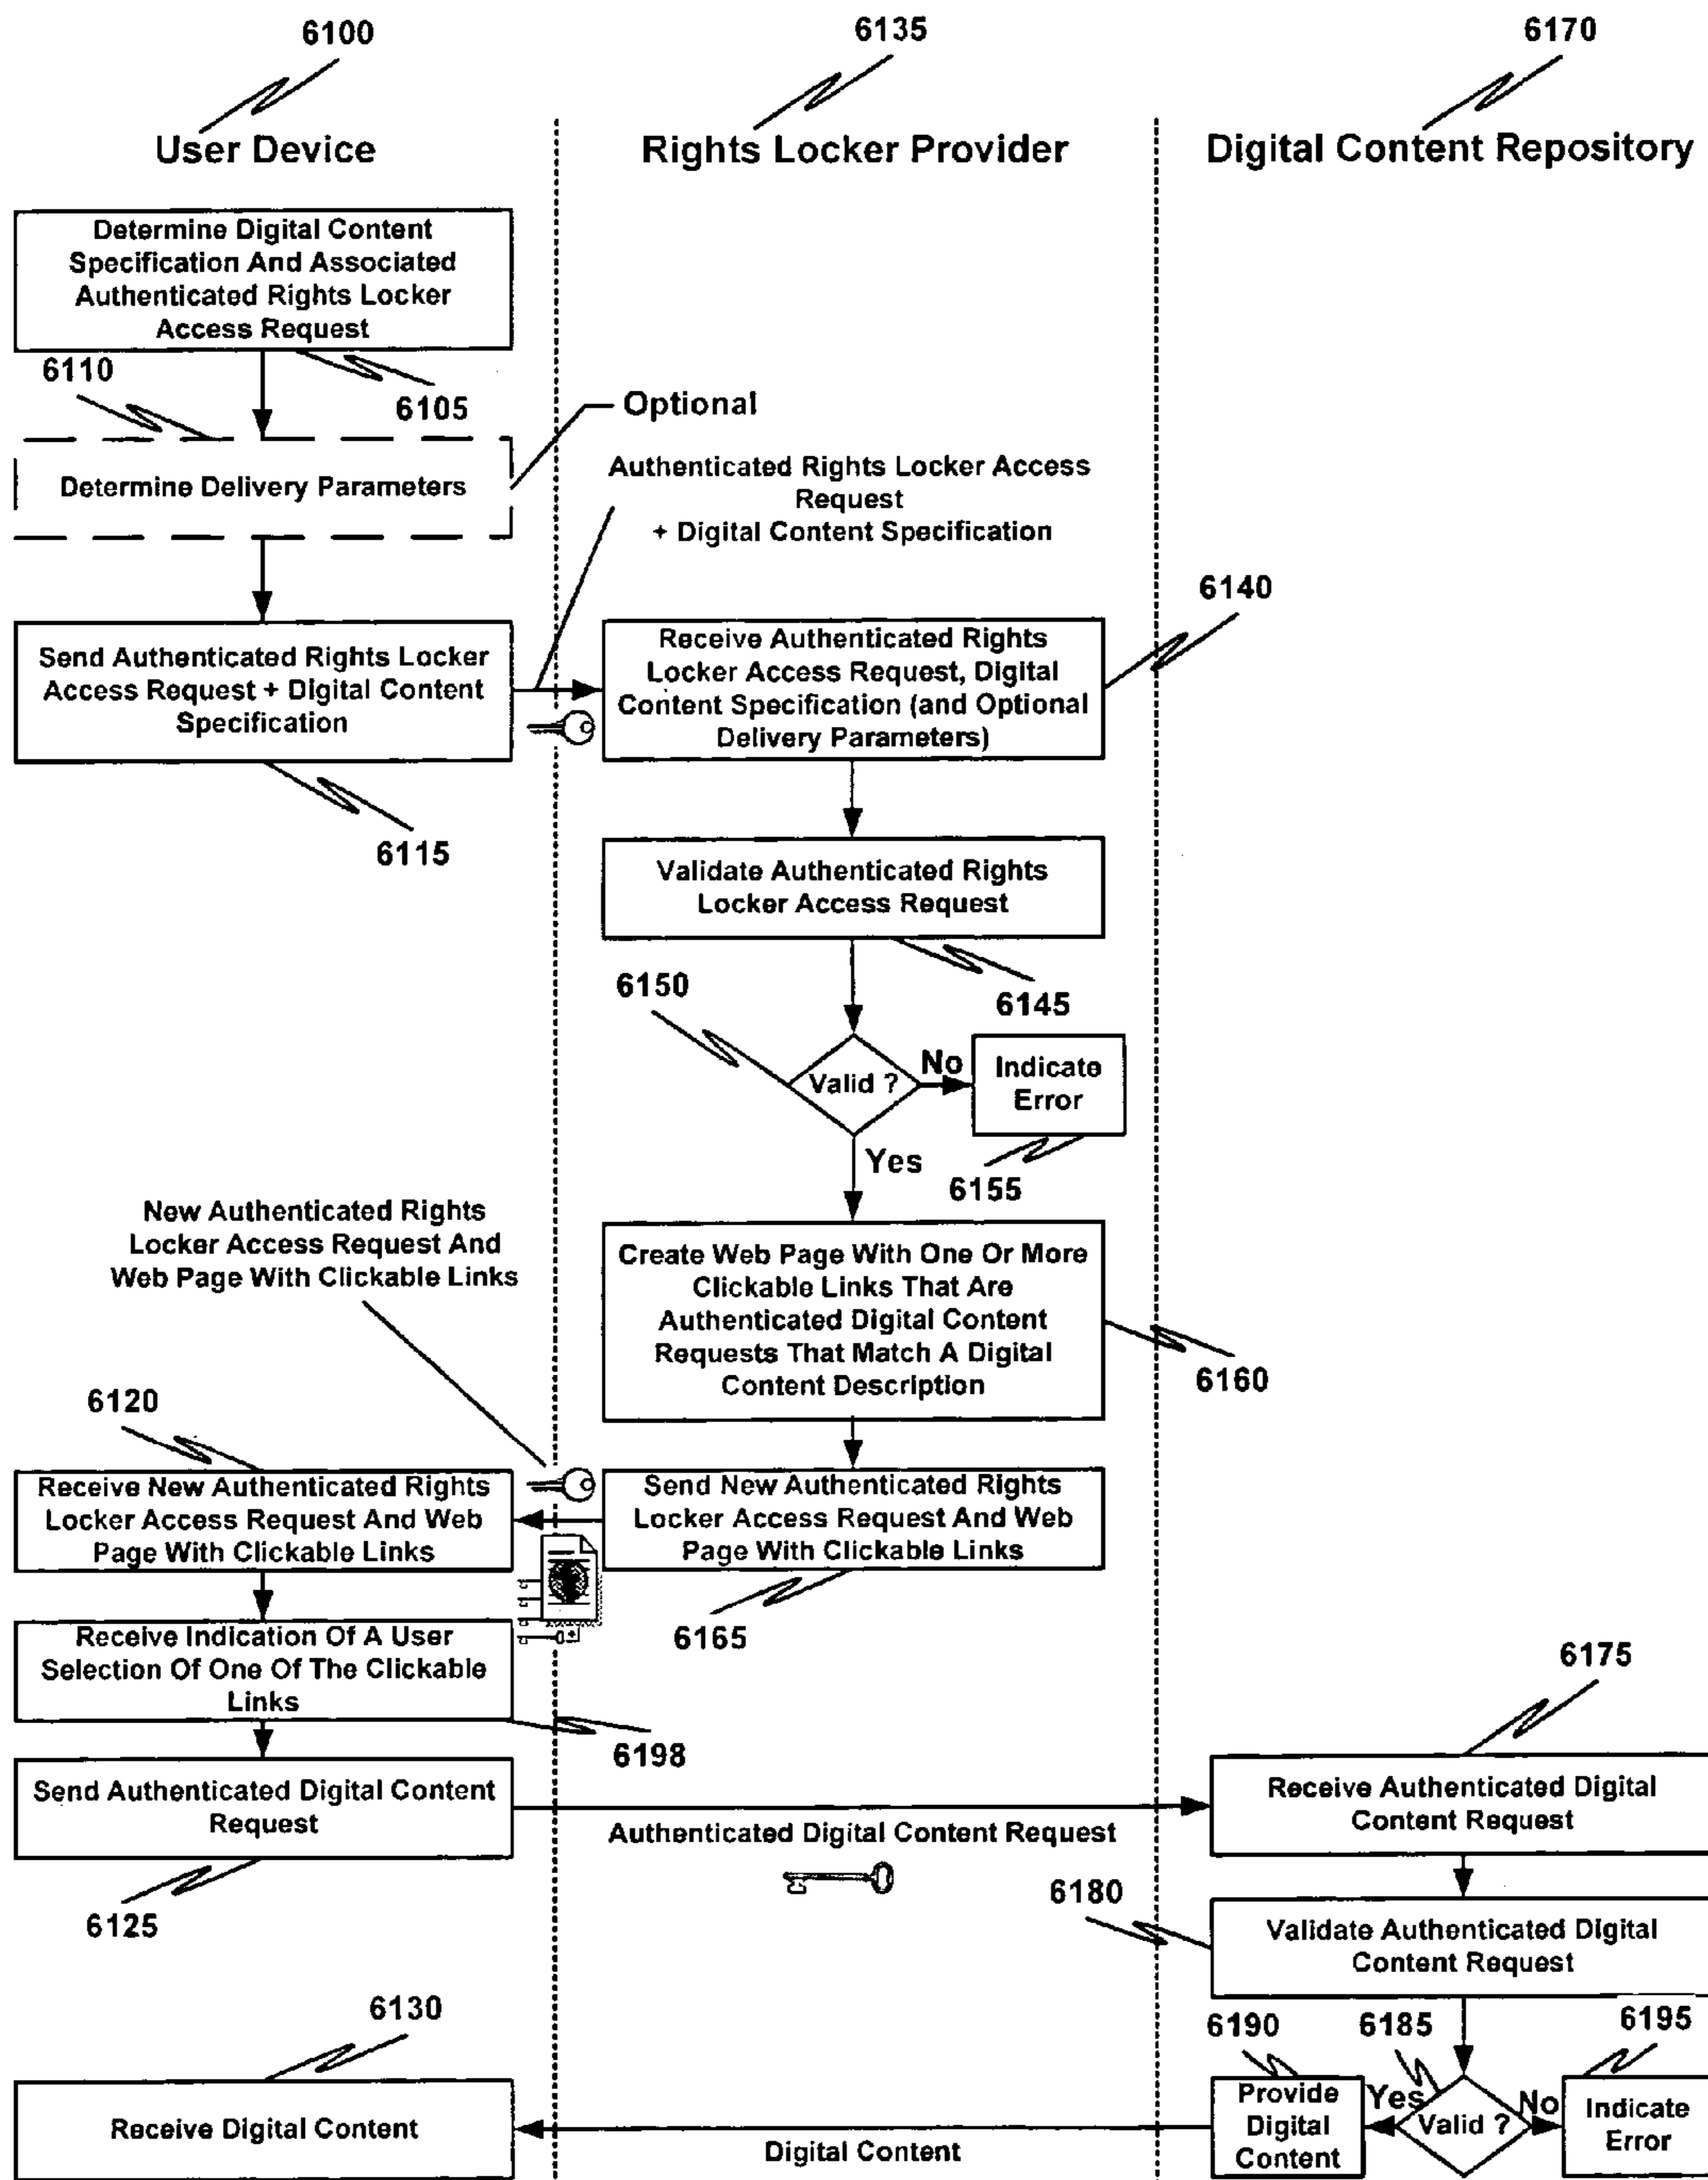 6100
6135
6170
User Device
Rights Locker Provider
Digital Content Repository
Determine Digital Content
Specification And Associated
Authenticated Rights Locker
Access Request
6110
6105
Optional
Determine Delivery Parameters
Authenticated Rights Locker Access
Request
+ Digital Content Specification
6140
Send Authenticated Rights Locker
Access Request + Digital Content
Specification
Receive Authenticated Rights
Locker Access Request, Digital
Content Specification (and Optional
Delivery Parameters)
6115
Validate Authenticated Rights
Locker Access Request
6150
6145
Valid ?
No
Indicate
Error
Yes
6155
New Authenticated Rights
Locker Access Request And
Web Page With Clickable Links
Create Web Page With One Or More
Clickable Links That Are
Authenticated Digital Content
Requests That Match A Digital
Content Description
6160
6120
Receive New Authenticated Rights
Locker Access Request And Web
Page With Clickable Links
Send New Authenticated Rights
Locker Access Request And Web
Page With Clickable Links
6165
Receive Indication Of A User
Selection Of One Of The Clickable
Links
6198
6175
Send Authenticated Digital Content
Request
Authenticated Digital Content Request
Receive Authenticated Digital
Content Request
6125
6180
Validate Authenticated Digital
Content Request
6130
6190
6185
6195
Receive Digital Content
Digital Content
Provide
Digital
Content
Yes
Valid ?
No
Indicate
Error